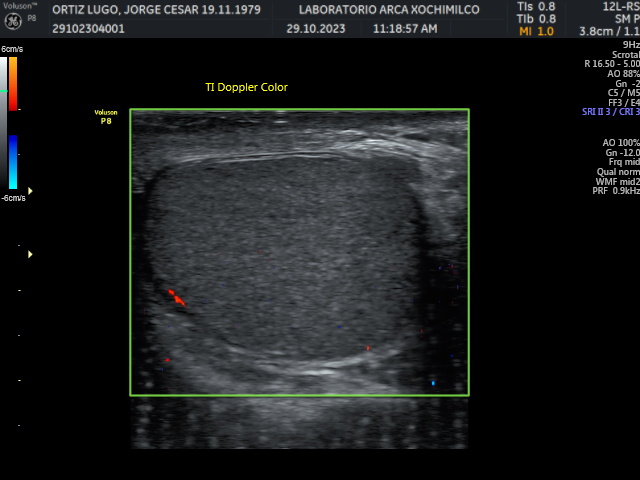 Voluson™
P8
ORTIZ LUGO, JORGE CESAR 19.11.1979
LABORATORIO ARCA XOCHIMILCO
29102304001
29.10.2023
11:18:57 AM
TIs 0.8
TIb 0.8
MI 1.0
12L-RS
SM P
3.8cm / 1.1
6cm/s
-6cm/s
TI Doppler Color
Voluson
P8
9Hz
Scrotal
R 16.50 - 5.00
AO 88%
Gn -2
C5 / M5
FF3 / E4
SRI II 3 / CRI 3
AO 100%
Gn -12.0
Frq mid
Qual norm
WMF mid2
PRF 0.9kHz